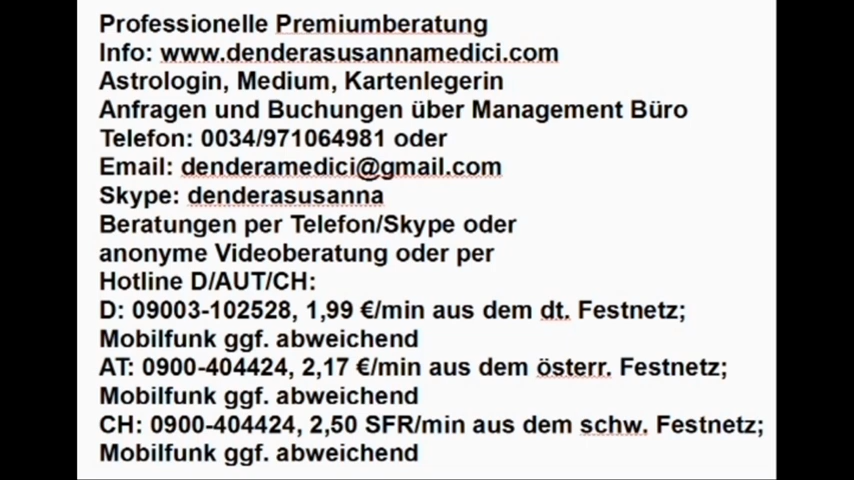 Professionelle Premiumberatung
Info: www.denderasusannamedici.com
Astrologin, Medium, Kartenlegerin
Anfragen und Buchungen über Management Büro
Telefon: 0034/971064981 oder
Email: denderamedici@gmail.com
Skype: denderasusanna
Beratungen per Telefon/Skype oder
anonyme Videoberatung oder per
Hotline D/AUT/CH:
D: 09003-102528, 1,99 €/min aus dem dt. Festnetz;
Mobilfunk ggf. abweichend
AT: 0900-404424, 2,17 €/min aus dem österr. Festnetz;
Mobilfunk ggf. abweichend
CH: 0900-404424, 2,50 SFR/min aus dem schw. Festnetz;
Mobilfunk ggf. abweichend